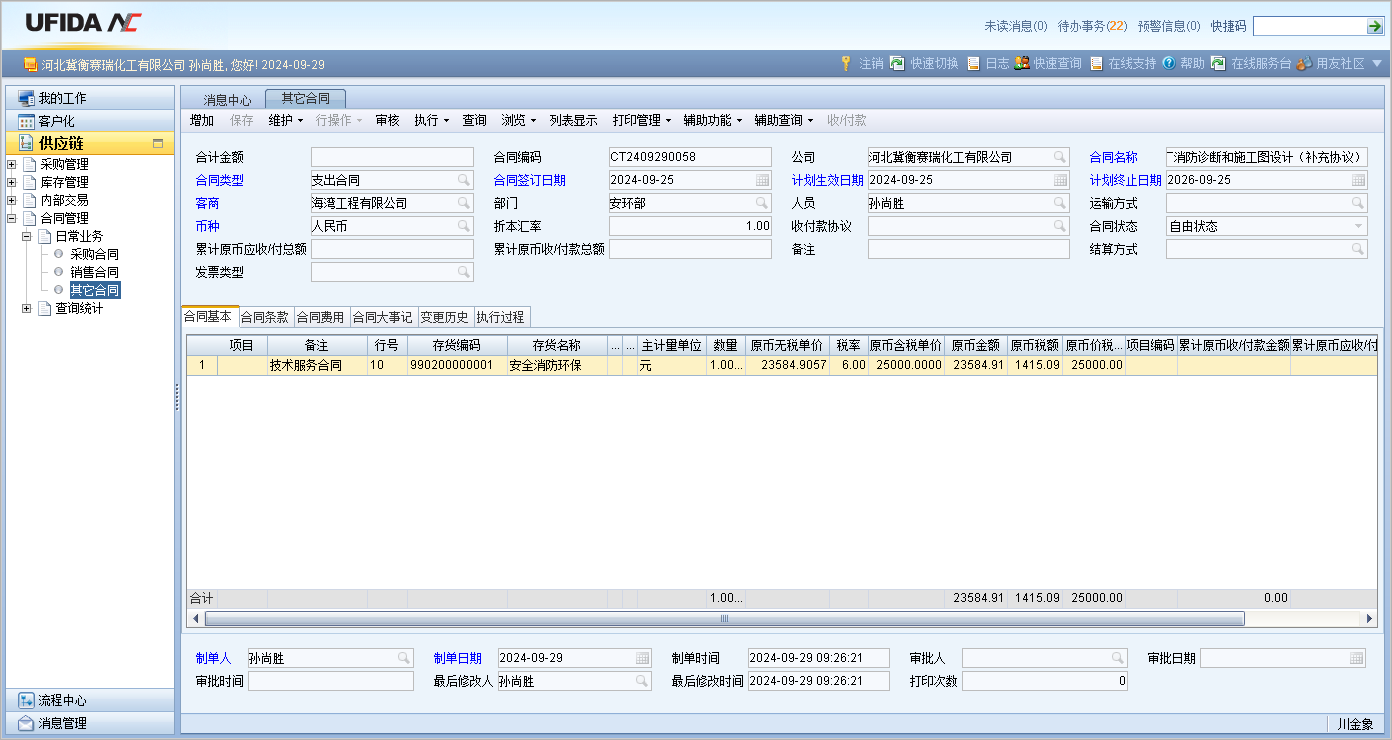 UFIDA NC
未读消息(0) 待办事务(22) 预警信息(0) 快捷码
河北冀衡赛瑞化工有限公司 孙尚胜, 您好! 2024-09-29
注销 快速切换 日志 快速查询 在线支持 帮助 在线服务台 用友社区
我的工作
客户化
供应链
采购管理
库存管理
内部交易
合同管理
日常业务
采购合同
销售合同
其它合同
查询统计
流程中心
消息管理
消息中心 其它合同
增加 保存 维护 行操作 审核 执行 查询 浏览 列表显示 打印管理 辅助功能 辅助查询 收/付款
合计金额 合同编码 CT2409290058 公司 河北冀衡赛瑞化工有限公司 合同名称 消防诊断和施工图设计（补充协议）
合同类型 支出合同 合同签订日期 2024-09-25 计划生效日期 2024-09-25 计划终止日期 2026-09-25
客商 海湾工程有限公司 部门 安环部 人员 孙尚胜 运输方式
币种 人民币 折本汇率 1.00 收付款协议 合同状态 自由状态
累计原币应收/付总额 累计原币收/付款总额 备注 结算方式
发票类型
合同基本 合同条款 合同费用 合同大事记 变更历史 执行过程
项目 备注 行号 存货编码 存货名称 ... ... 主计量单位 数量 原币无税单价 税率 原币含税单价 原币金额 原币税额 原币价税... 项目编码 累计原币收/付款金额 累计原币应收/付
1 技术服务合同 10 990200000001 安全消防环保 元 1.00... 23584.9057 6.00 25000.0000 23584.91 1415.09 25000.00
合计 1.00... 23584.91 1415.09 25000.00 0.00
制单人 孙尚胜 制单日期 2024-09-29 制单时间 2024-09-29 09:26:21 审批人 审批日期
审批时间 最后修改人 孙尚胜 最后修改时间 2024-09-29 09:26:21 打印次数 0
川金象